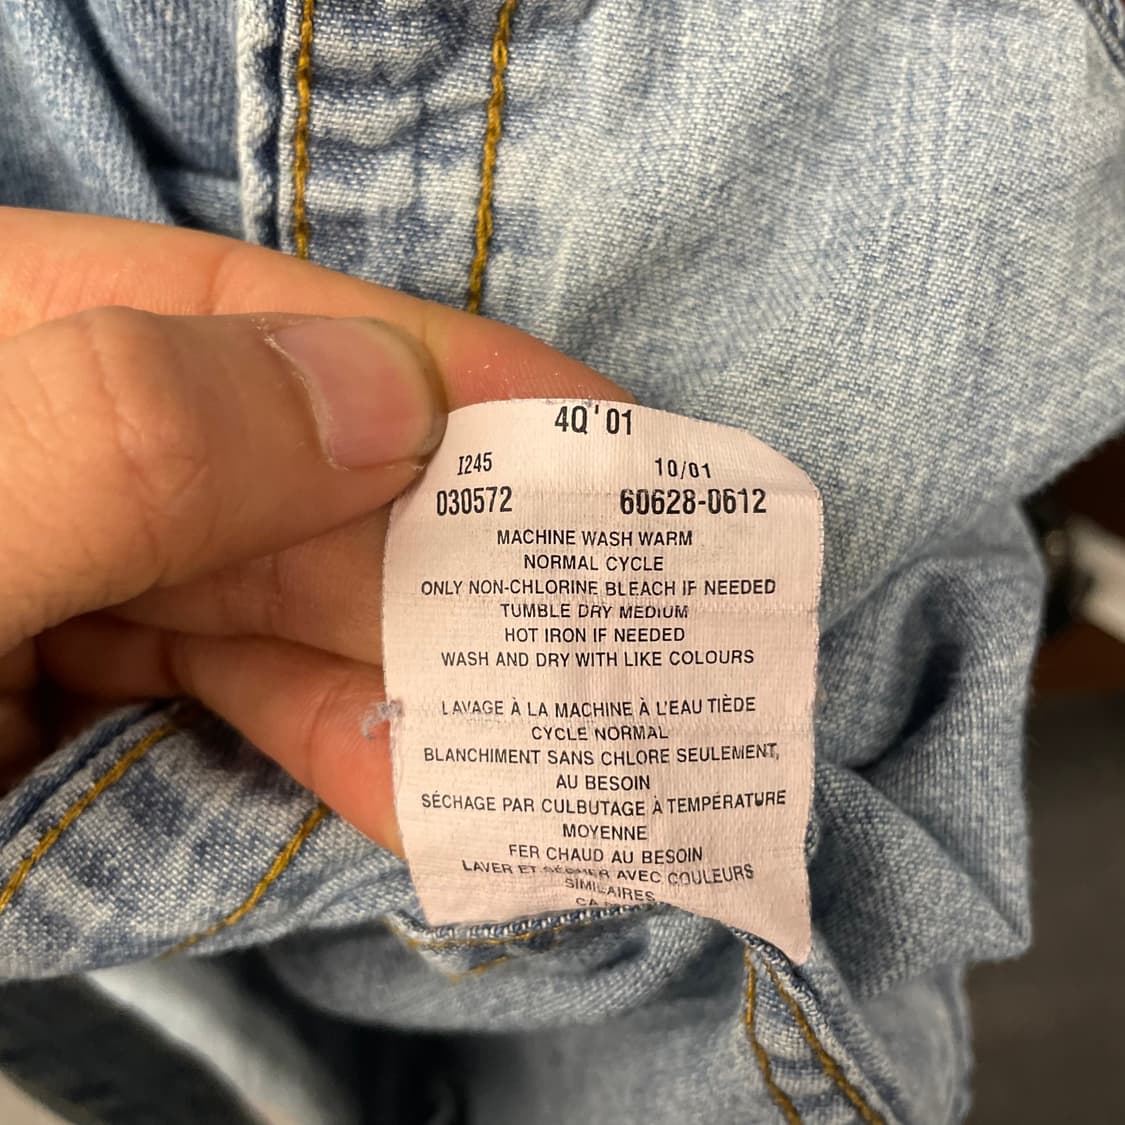 4Q'01
I245 10/01
030572 60628-0612
MACHINE WASH WARM
NORMAL CYCLE
ONLY NON-CHLORINE BLEACH IF NEEDED
TUMBLE DRY MEDIUM
HOT IRON IF NEEDED
WASH AND DRY WITH LIKE COLOURS
LAVAGE À LA MACHINE À L'EAU TIÈDE
CYCLE NORMAL
BLANCHIMENT SANS CHLORE SEULEMENT,
AU BESOIN
SÉCHAGE PAR CULBUTAGE À TEMPÉRATURE
MOYENNE
FER CHAUD AU BESOIN
LAVER ET SÉCHER AVEC COULEURS
SIMILAIRES
CA